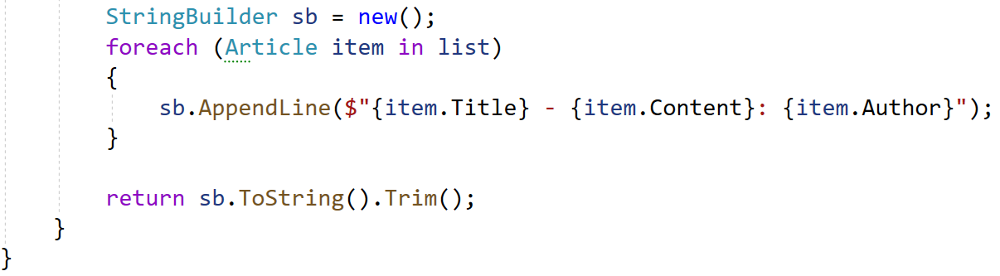 StringBuilder sb = new();
foreach (Article item in list)
{
sb.AppendLine($"{item.Title} - {item.Content}: {item.Author}");
}
return sb.ToString().Trim();
}
}